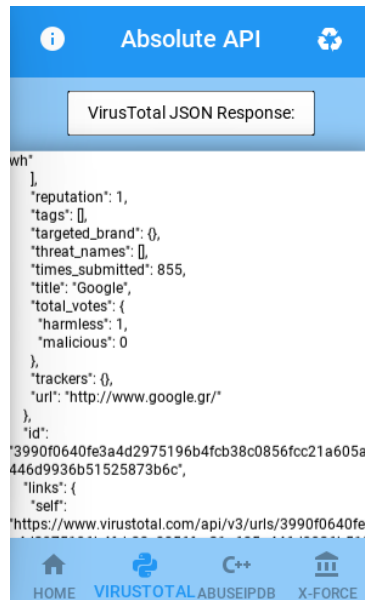 Absolute API
VirusTotal JSON Response:
wh"
],
"reputation": 1,
"tags": [],
"targeted_brand": {},
"threat_names": [],
"times_submitted": 855,
"title": "Google",
"total_votes": {
"harmless": 1,
"malicious": 0
},
"trackers": {},
"url": "http://www.google.gr/"
},
"id":
"3990f0640fe3a4d2975196b4fcb38c0856fcc21a605a
446d9936b51525873b6c",
"links": {
"self":
"https://www.virustotal.com/api/v3/urls/3990f0640fe
HOME VIRUSTOTAL ABUSEIPDB X-FORCE